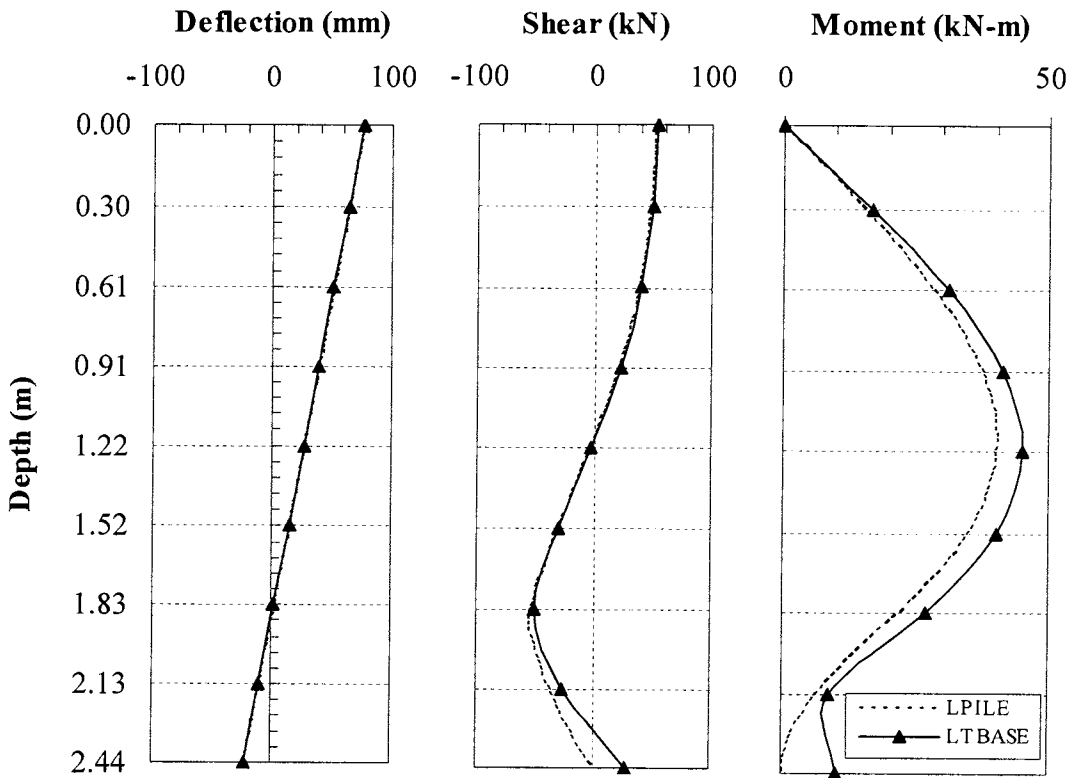 Deflection (mm) Shear (kN) Moment (kN-m)
-100 0 100 -100 0 100 0 50
0.00
0.30
0.61
0.91
1.22
1.52
1.83
2.13
2.44
Depth (m)
LPILE
LTBASE